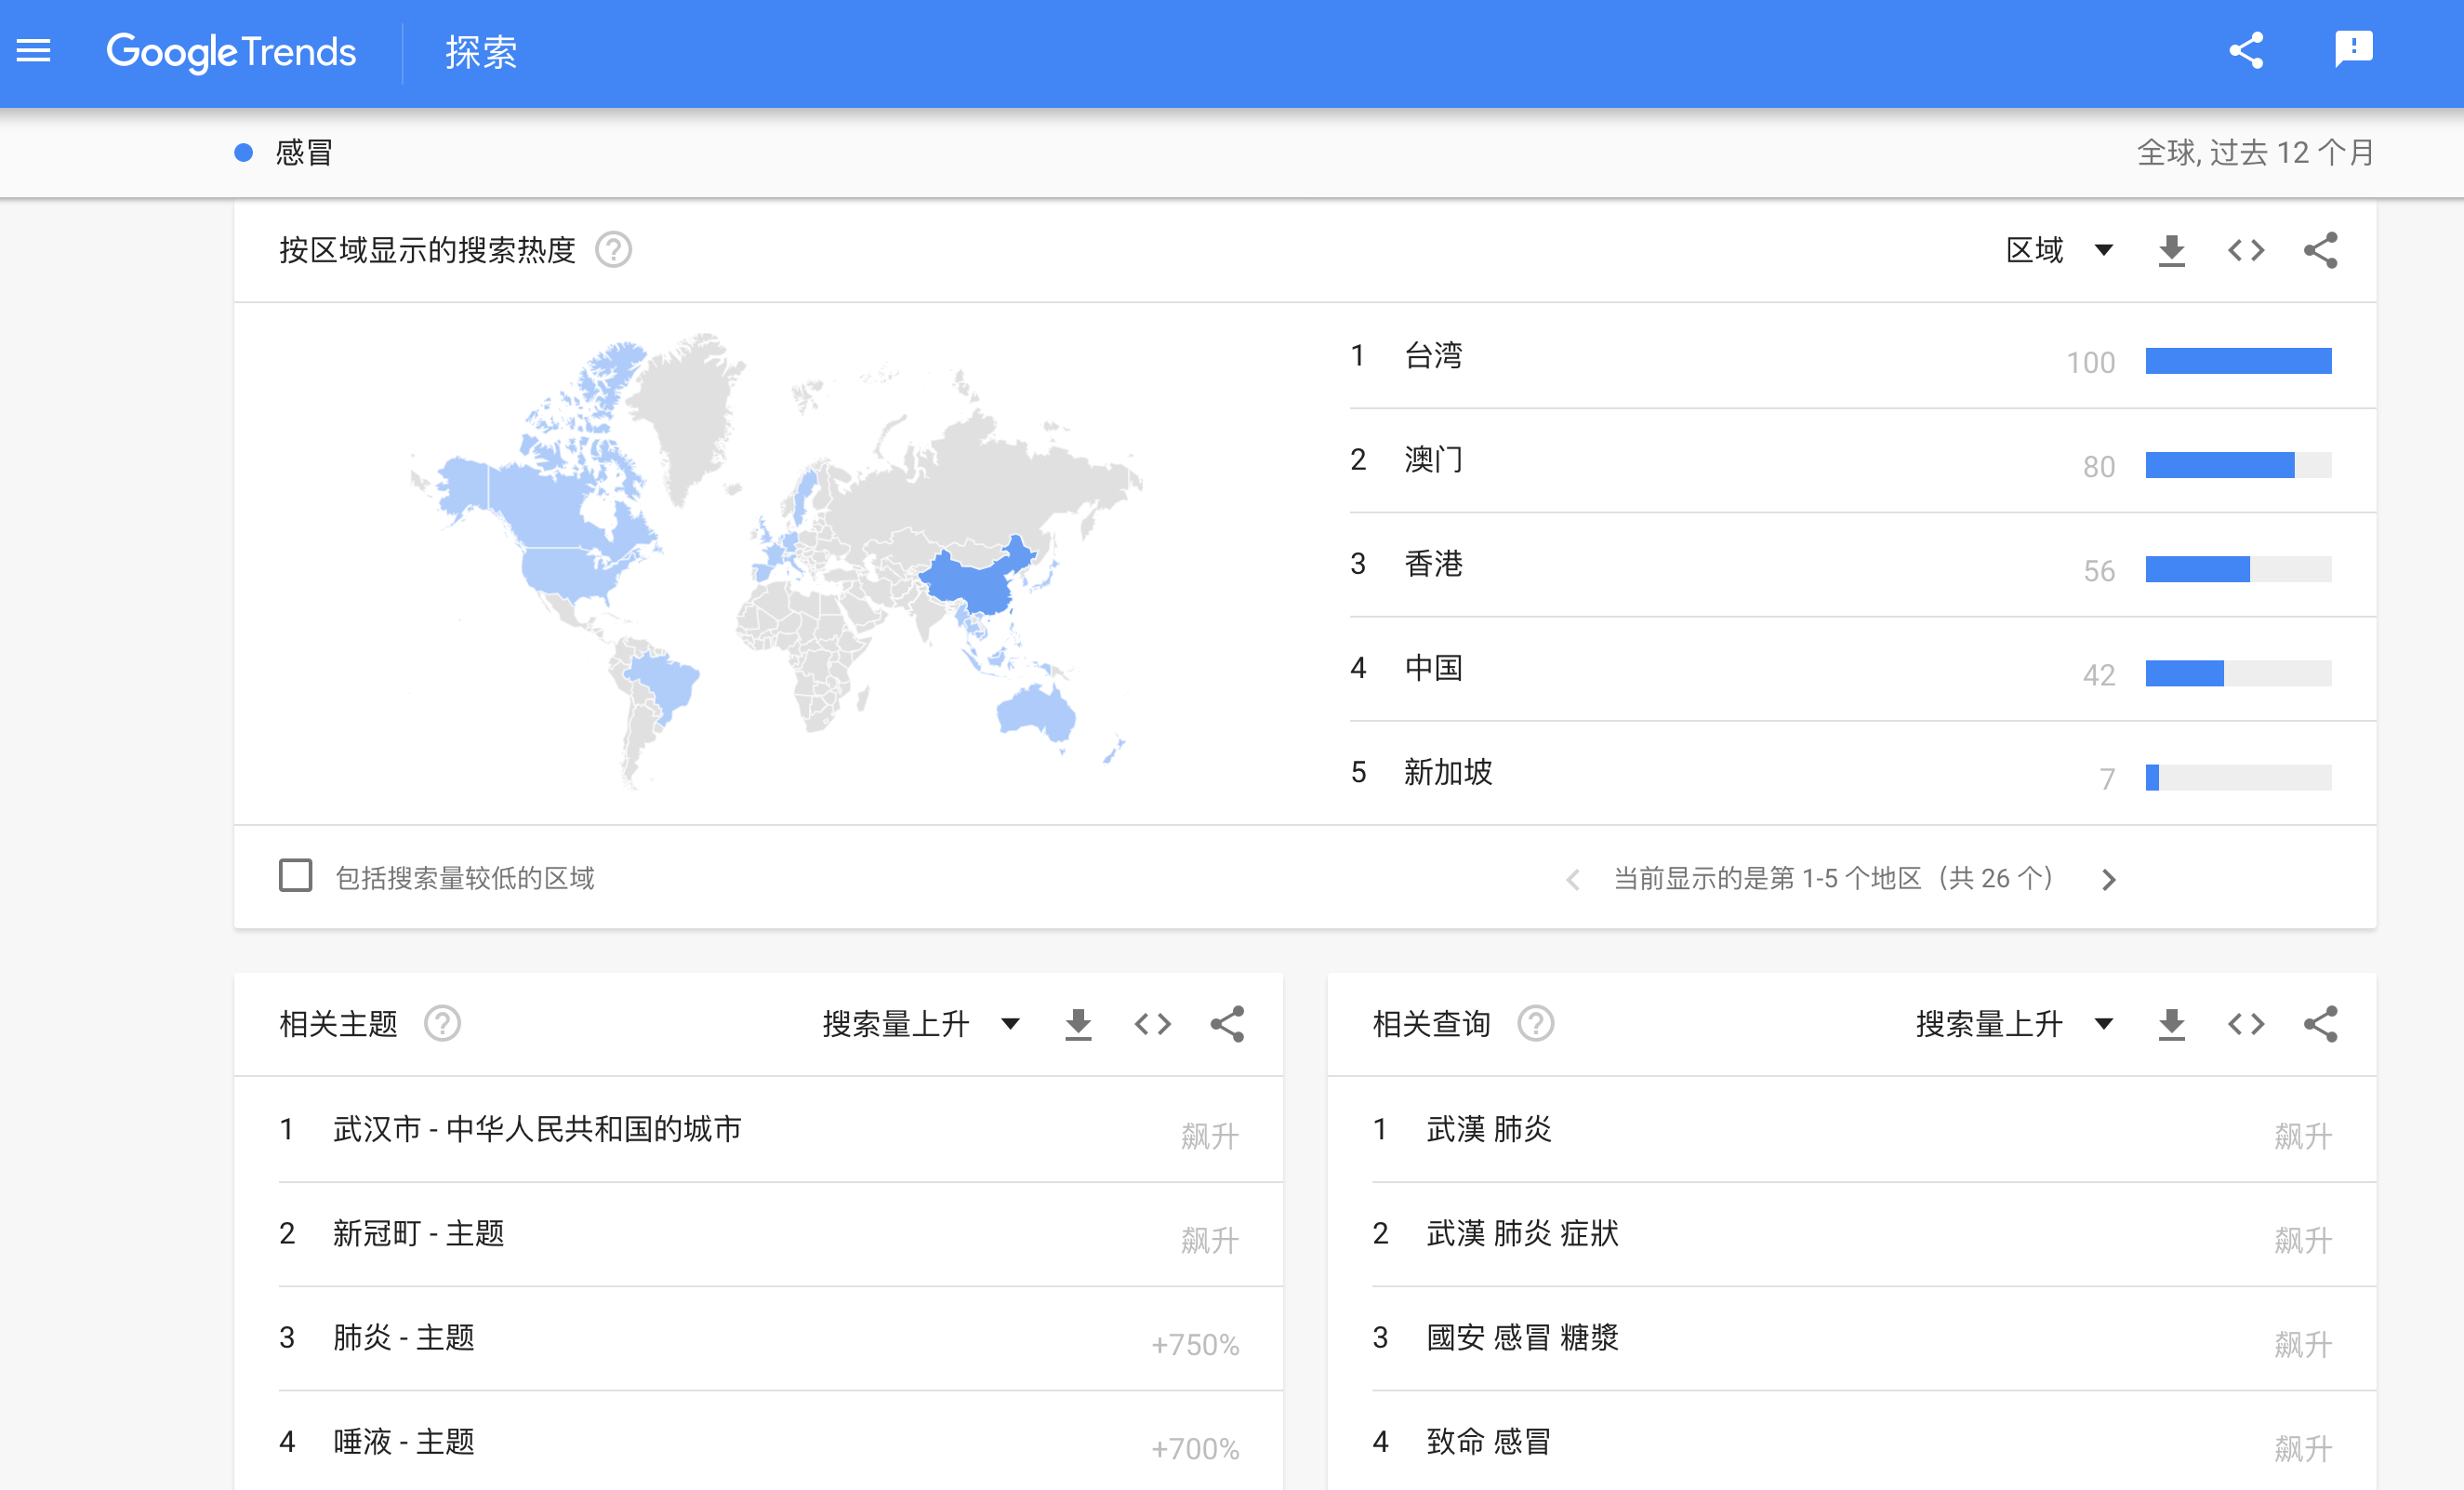 Google Trends 探索
感冒 全球, 过去 12 个月
按区域显示的搜索热度 ? 区域
1 台湾 100
2 澳门 80
3 香港 56
4 中国 42
5 新加坡 7
包括搜索量较低的区域 当前显示的是第 1-5 个地区（共 26 个）
相关主题 ? 搜索量上升
1 武汉市 - 中华人民共和国的城市 飙升
2 新冠町 - 主题 飙升
3 肺炎 - 主题 +750%
4 唾液 - 主题 +700%
相关查询 ? 搜索量上升
1 武漢 肺炎 飙升
2 武漢 肺炎 症狀 飙升
3 國安 感冒 糖漿 飙升
4 致命 感冒 飙升